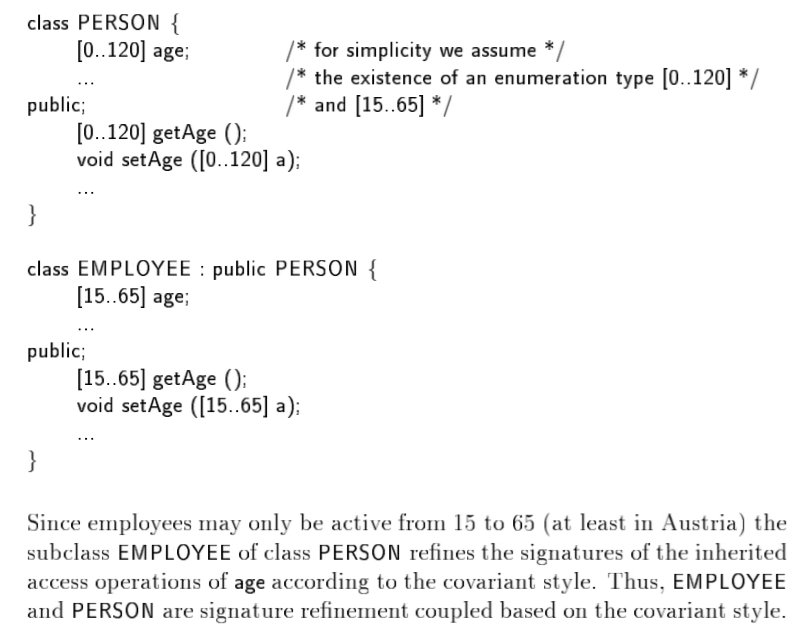 class PERSON {
[0..120] age; /* for simplicity we assume */
... /* the existence of an enumeration type [0..120] */
public; /* and [15..65] */
[0..120] getAge ();
void setAge ([0..120] a);
...
}
class EMPLOYEE : public PERSON {
[15..65] age;
...
public;
[15..65] getAge ();
void setAge ([15..65] a);
...
}
Since employees may only be active from 15 to 65 (at least in Austria) the
subclass EMPLOYEE of class PERSON refines the signatures of the inherited
access operations of age according to the covariant style. Thus, EMPLOYEE
and PERSON are signature refinement coupled based on the covariant style.